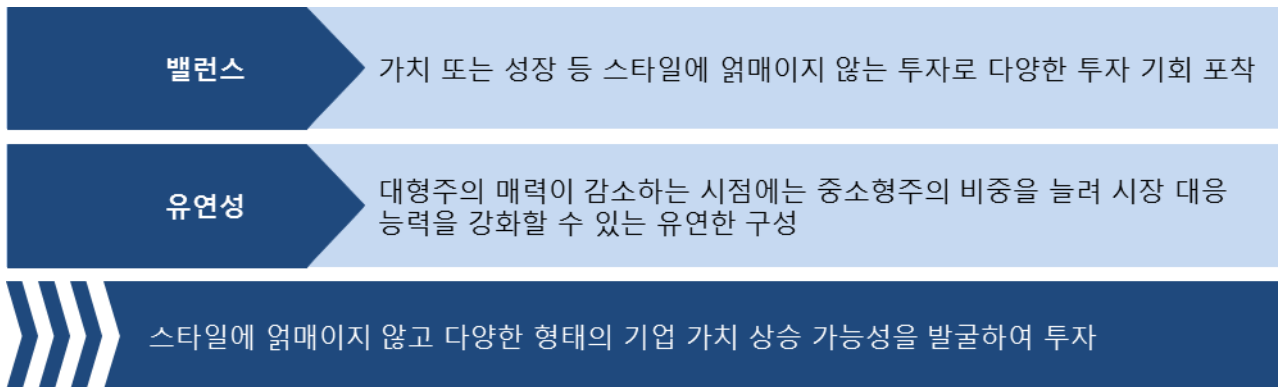 밸런스
가치 또는 성장 등 스타일에 얽매이지 않는 투자로 다양한 투자 기회 포착
유연성
대형주의 매력이 감소하는 시점에는 중소형주의 비중을 늘려 시장 대응
능력을 강화할 수 있는 유연한 구성
스타일에 얽매이지 않고 다양한 형태의 기업 가치 상승 가능성을 발굴하여 투자